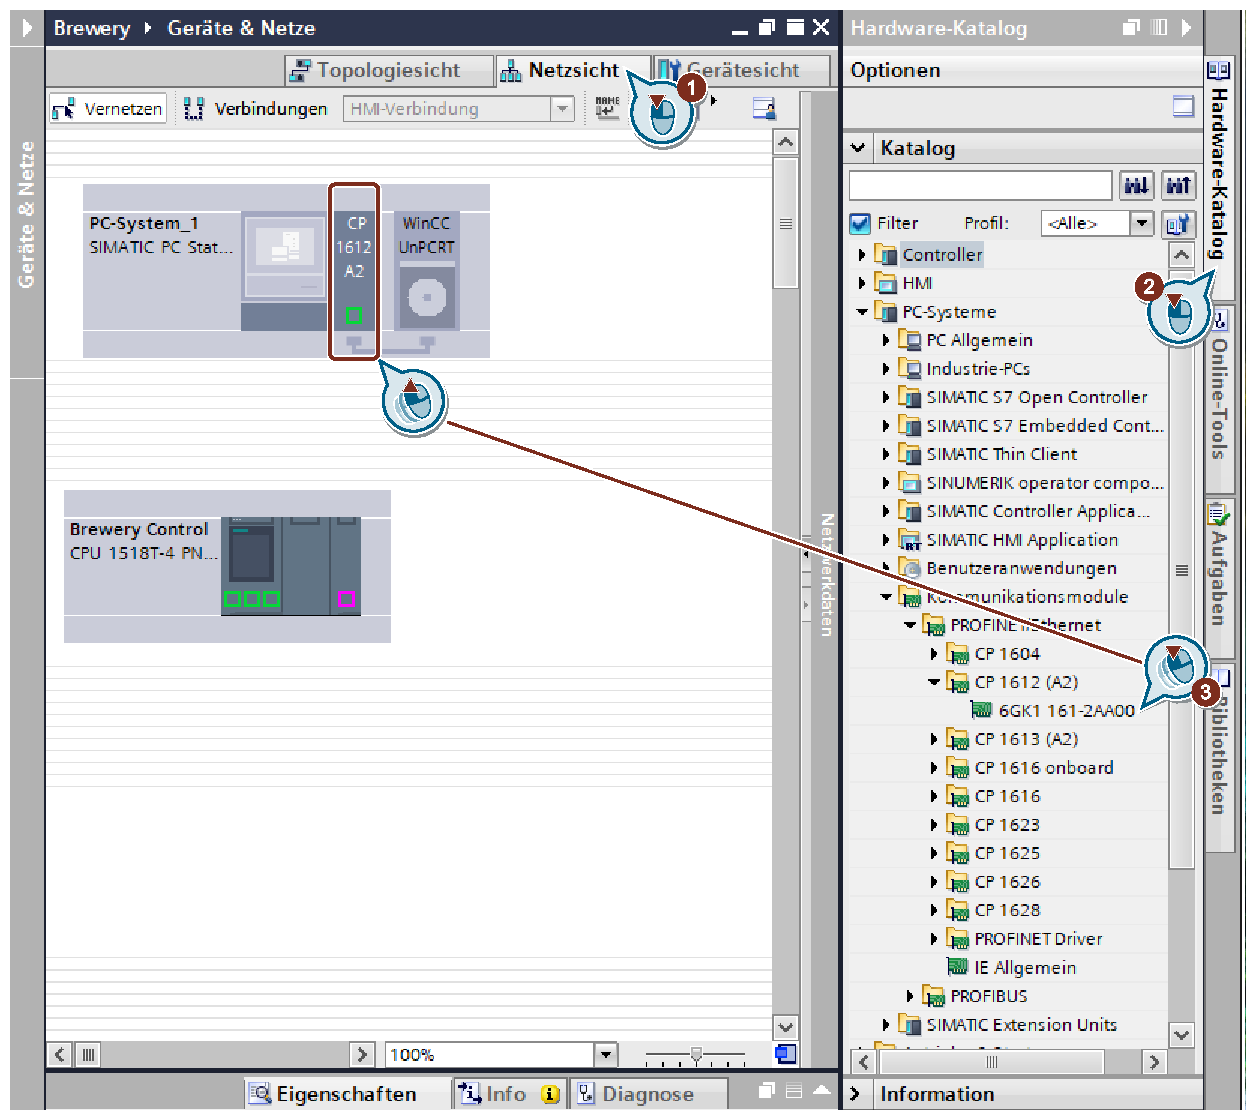 Brewery ▸ Geräte & Netze
Geräte & Netze
Topologiesicht
Netzsicht
Gerätesicht
1
Vernetzen
Verbindungen
HMI-Verbindung
PC-System_1
SIMATIC PC Stat...
CP
1612
A2
WinCC
UnPCRT
Brewery Control
CPU 1518T-4 PN...
Netzwerkdaten
100%
Eigenschaften
Info
Diagnose
Hardware-Katalog
Optionen
Katalog
Filter
Profil:
<Alle>
Controller
HMI
PC-Systeme
PC Allgemein
Industrie-PCs
SIMATIC S7 Open Controller
SIMATIC S7 Embedded Cont...
SIMATIC Thin Client
SINUMERIK operator compo...
SIMATIC Controller Applica...
SIMATIC HMI Application
Benutzeranwendungen
Kommunikationsmodule
PROFINET/Ethernet
CP 1604
CP 1612 (A2)
6GK1 161-2AA00
CP 1613 (A2)
CP 1616 onboard
CP 1616
CP 1623
CP 1625
CP 1626
CP 1628
PROFINET Driver
IE Allgemein
PROFIBUS
SIMATIC Extension Units
Information
Hardware-Katalog
2
Online-Tools
Aufgaben
3
Bibliotheken